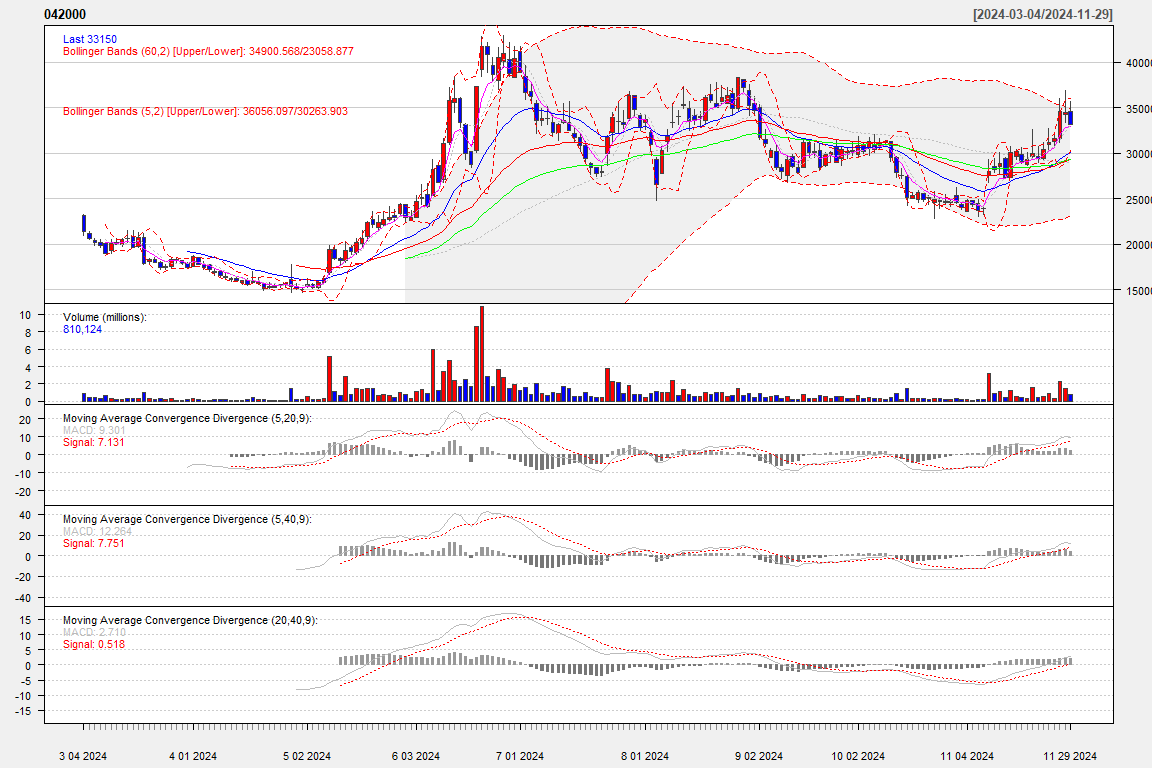 042000 [2024-03-04/2024-11-29]
Last 33150
Bollinger Bands (60,2) [Upper/Lower]: 34900.568/23058.877
Bollinger Bands (5,2) [Upper/Lower]: 36056.097/30263.903
40000
35000
30000
25000
20000
15000
Volume (millions):
810,124
10
8
6
4
2
0
Moving Average Convergence Divergence (5,20,9):
MACD: 9.301
Signal: 7.131
20
10
0
-10
-20
Moving Average Convergence Divergence (5,40,9):
MACD: 12.264
Signal: 7.751
40
20
0
-20
-40
Moving Average Convergence Divergence (20,40,9):
MACD: 2.710
Signal: 0.518
15
10
5
0
-5
-10
-15
3 04 2024 4 01 2024 5 02 2024 6 03 2024 7 01 2024 8 01 2024 9 02 2024 10 02 2024 11 04 2024 11 29 2024